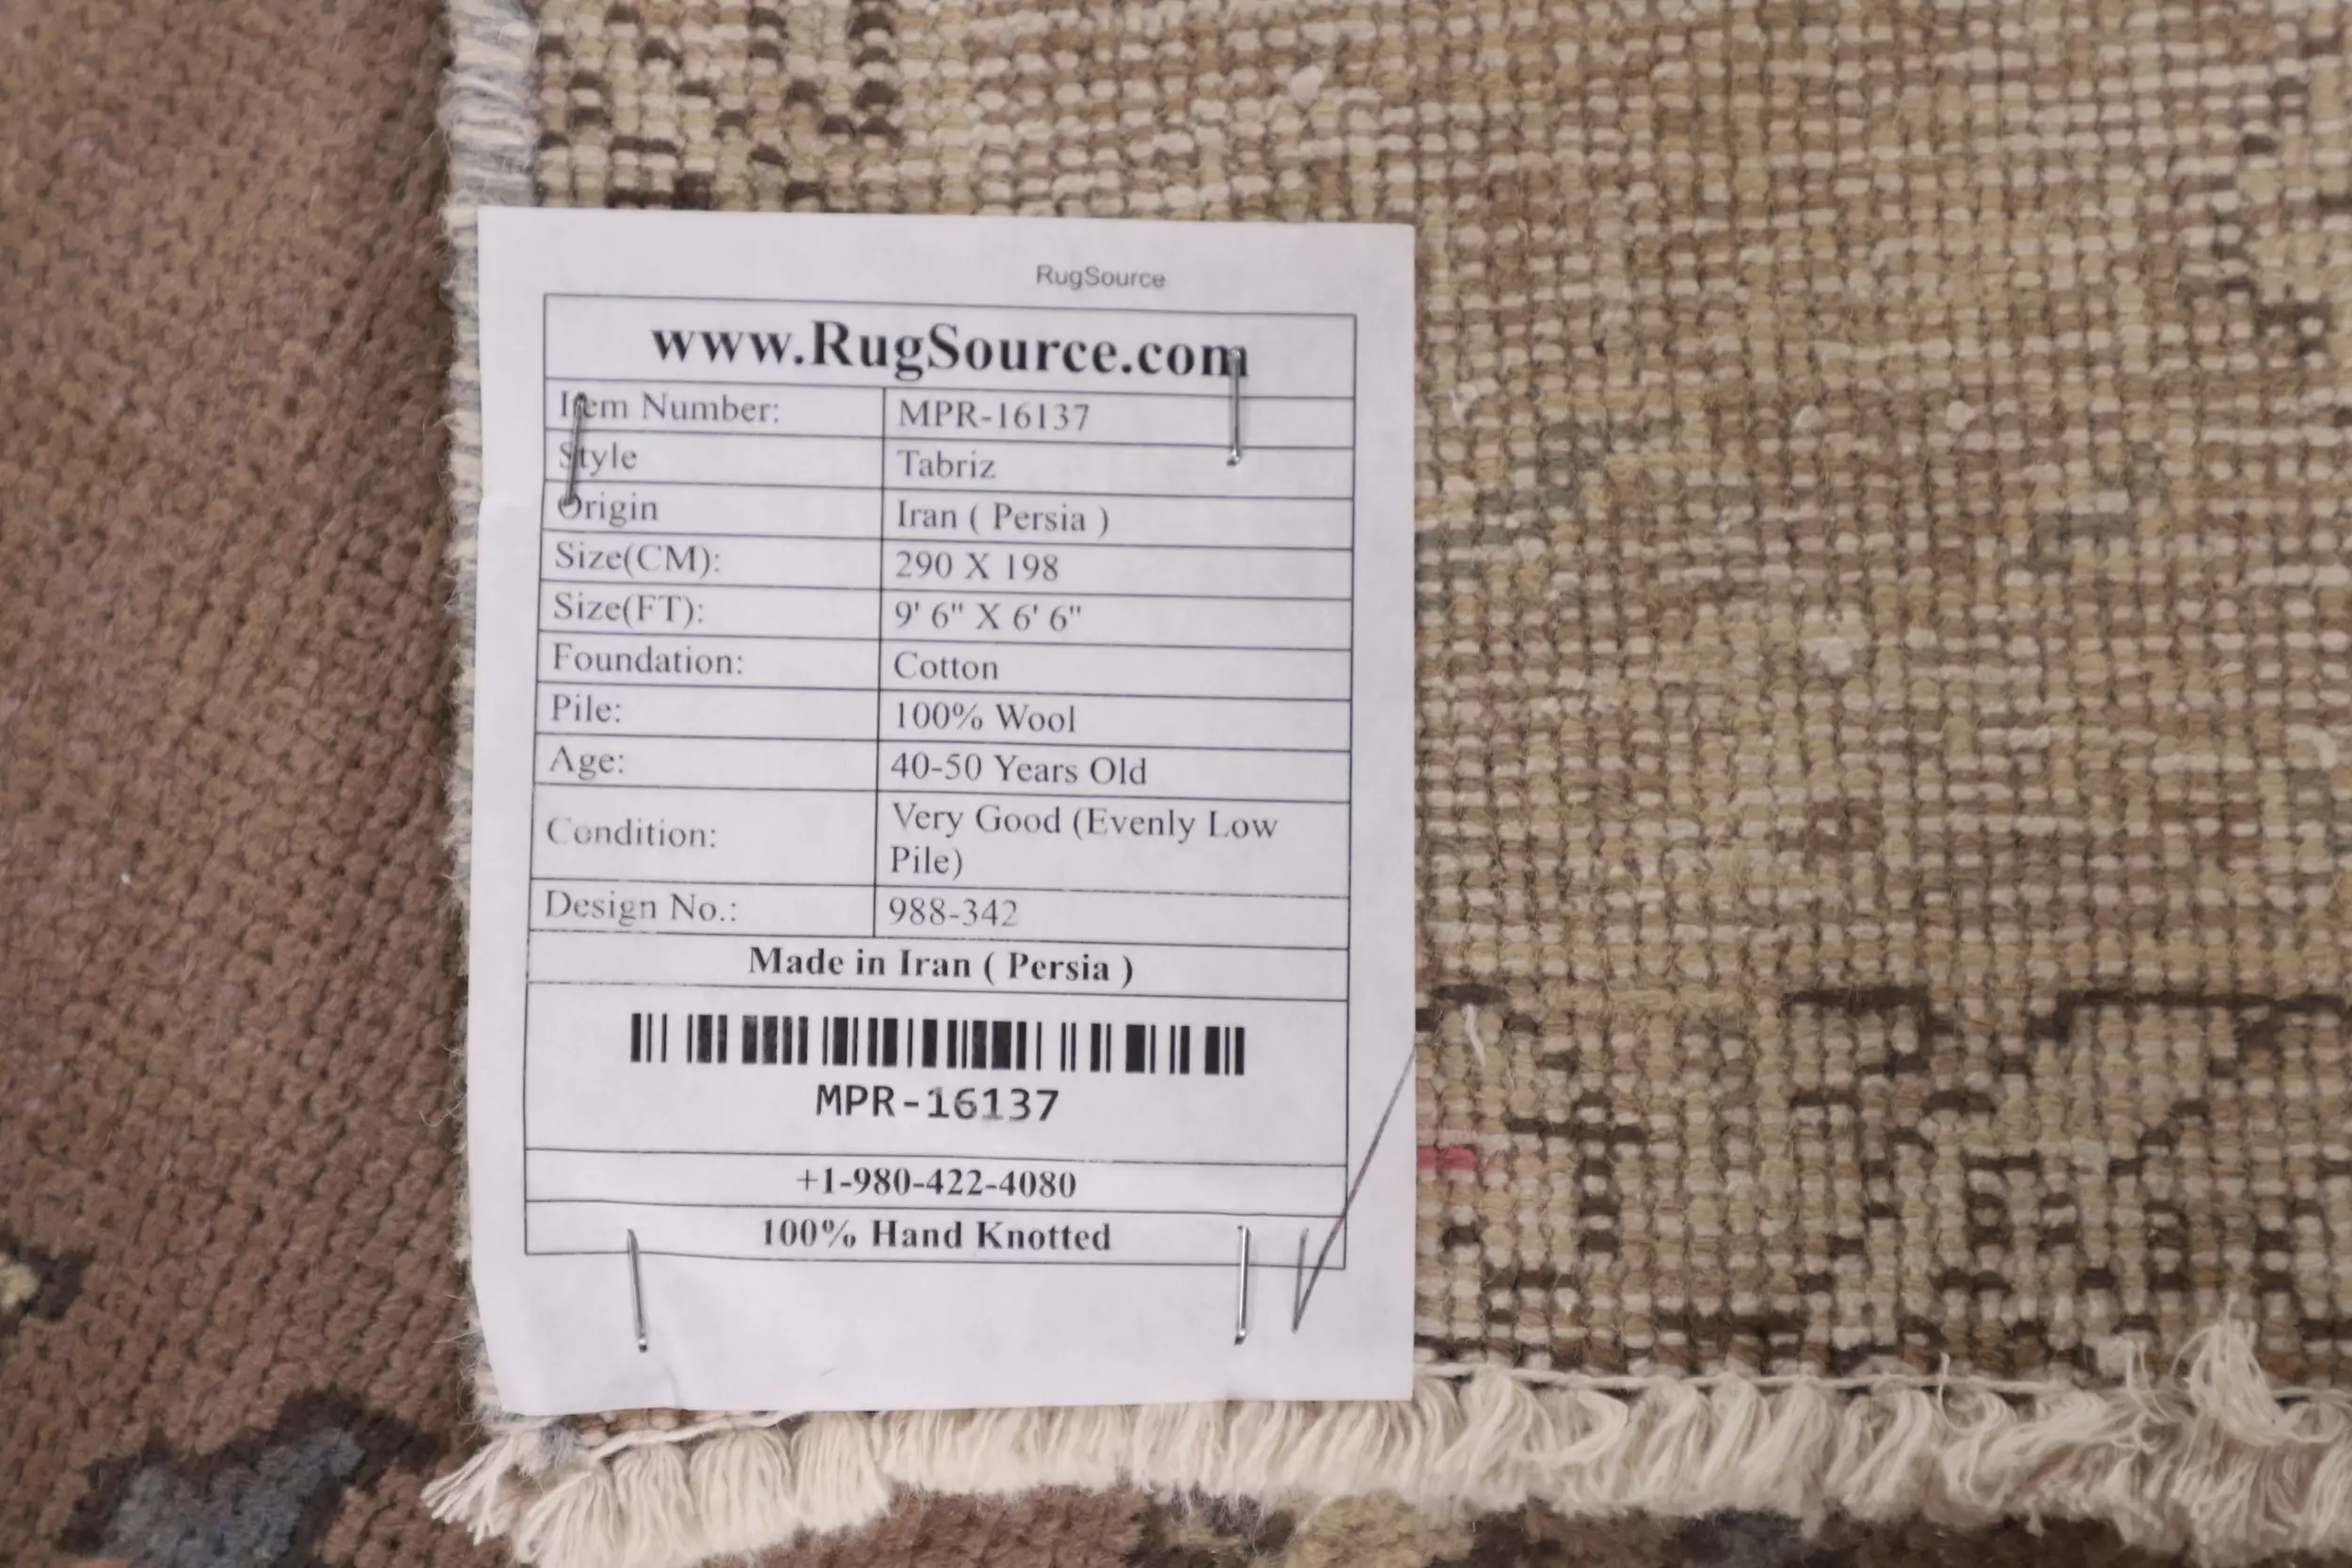 RugSource
www.RugSource.com
Item Number: MPR-16137
Style Tabriz
Origin Iran ( Persia )
Size(CM): 290 X 198
Size(FT): 9' 6" X 6' 6"
Foundation: Cotton
Pile: 100% Wool
Age: 40-50 Years Old
Condition: Very Good (Evenly Low
Pile)
Design No.: 988-342
Made in Iran ( Persia )
MPR-16137
+1-980-422-4080
100% Hand Knotted